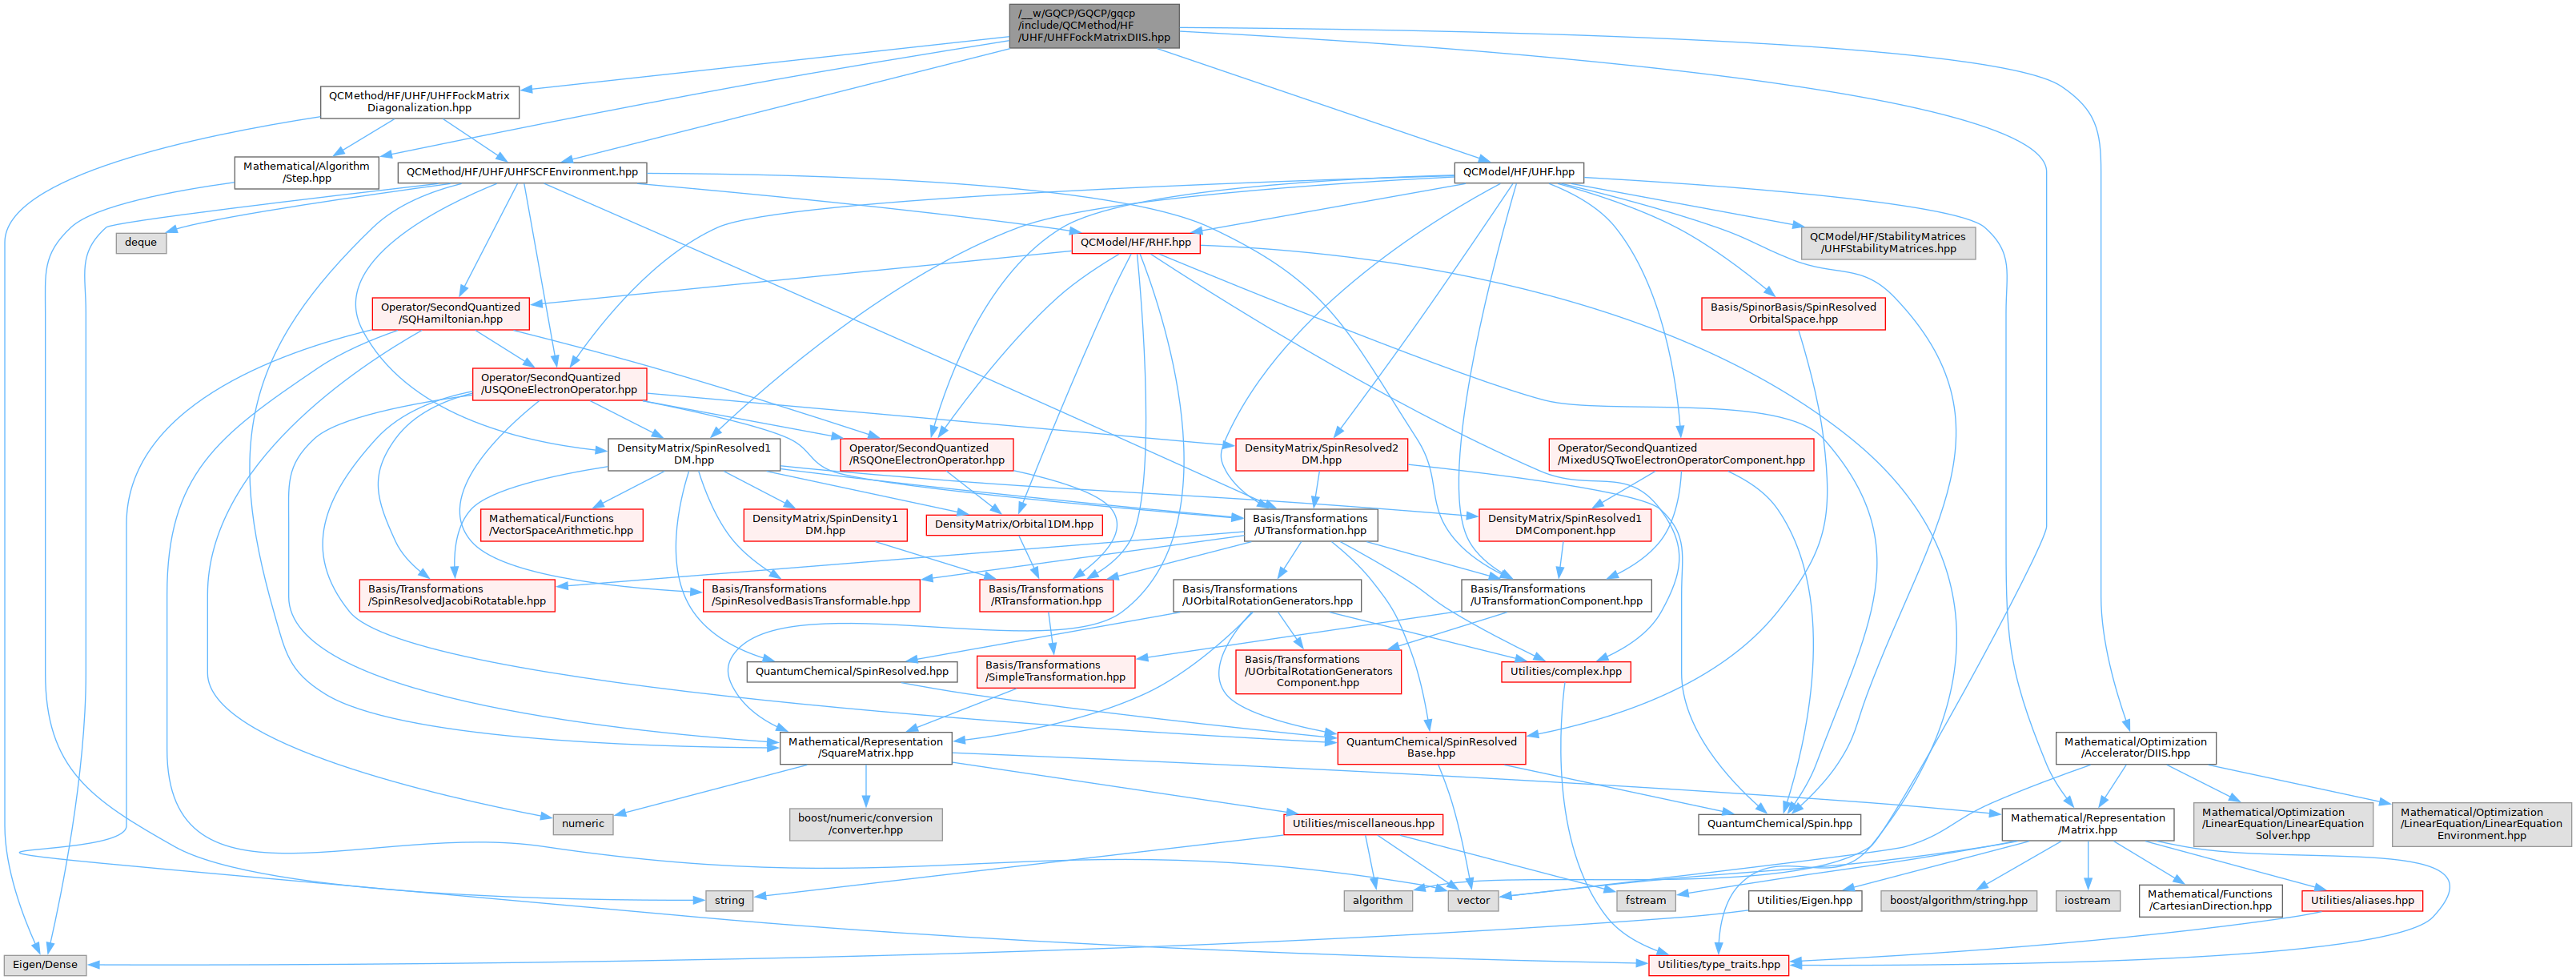 /__w/GQCP/GQCP/gqcp
/include/QCMethod/HF
/UHF/UHFFockMatrixDIIS.hpp
QCMethod/HF/UHF/UHFFockMatrix
Diagonalization.hpp
Mathematical/Algorithm
/Step.hpp
QCMethod/HF/UHF/UHFSCFEnvironment.hpp
QCModel/HF/UHF.hpp
deque
QCModel/HF/RHF.hpp
QCModel/HF/StabilityMatrices
/UHFStabilityMatrices.hpp
Operator/SecondQuantized
/SQHamiltonian.hpp
Basis/SpinorBasis/SpinResolved
OrbitalSpace.hpp
Operator/SecondQuantized
/USQOneElectronOperator.hpp
DensityMatrix/SpinResolved1
DM.hpp
Operator/SecondQuantized
/RSQOneElectronOperator.hpp
DensityMatrix/SpinResolved2
DM.hpp
Operator/SecondQuantized
/MixedUSQTwoElectronOperatorComponent.hpp
Mathematical/Functions
/VectorSpaceArithmetic.hpp
DensityMatrix/SpinDensity1
DM.hpp
DensityMatrix/Orbital1DM.hpp
Basis/Transformations
/UTransformation.hpp
DensityMatrix/SpinResolved1
DMComponent.hpp
Basis/Transformations
/SpinResolvedJacobiRotatable.hpp
Basis/Transformations
/SpinResolvedBasisTransformable.hpp
Basis/Transformations
/RTransformation.hpp
Basis/Transformations
/UOrbitalRotationGenerators.hpp
Basis/Transformations
/UTransformationComponent.hpp
QuantumChemical/SpinResolved.hpp
Basis/Transformations
/SimpleTransformation.hpp
Basis/Transformations
/UOrbitalRotationGenerators
Component.hpp
Utilities/complex.hpp
Mathematical/Representation
/SquareMatrix.hpp
QuantumChemical/SpinResolved
Base.hpp
Mathematical/Optimization
/Accelerator/DIIS.hpp
numeric
boost/numeric/conversion
/converter.hpp
Utilities/miscellaneous.hpp
QuantumChemical/Spin.hpp
Mathematical/Representation
/Matrix.hpp
Mathematical/Optimization
/LinearEquation/LinearEquation
Solver.hpp
Mathematical/Optimization
/LinearEquation/LinearEquation
Environment.hpp
string
algorithm
vector
fstream
Utilities/Eigen.hpp
boost/algorithm/string.hpp
iostream
Mathematical/Functions
/CartesianDirection.hpp
Utilities/aliases.hpp
Eigen/Dense
Utilities/type_traits.hpp